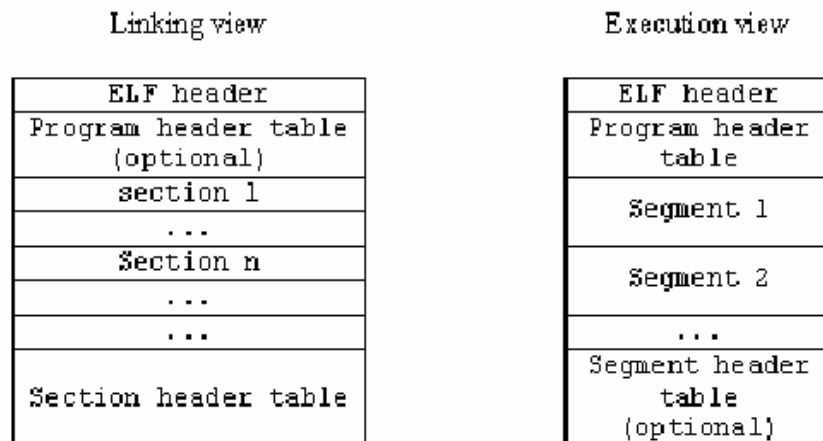 Linking view
ELF header
Program header table
(optional)
section 1
...
Section n
...
...
Section header table
Execution view
ELF header
Program header
table
Segment 1
Segment 2
...
Segment header
table
(optional)